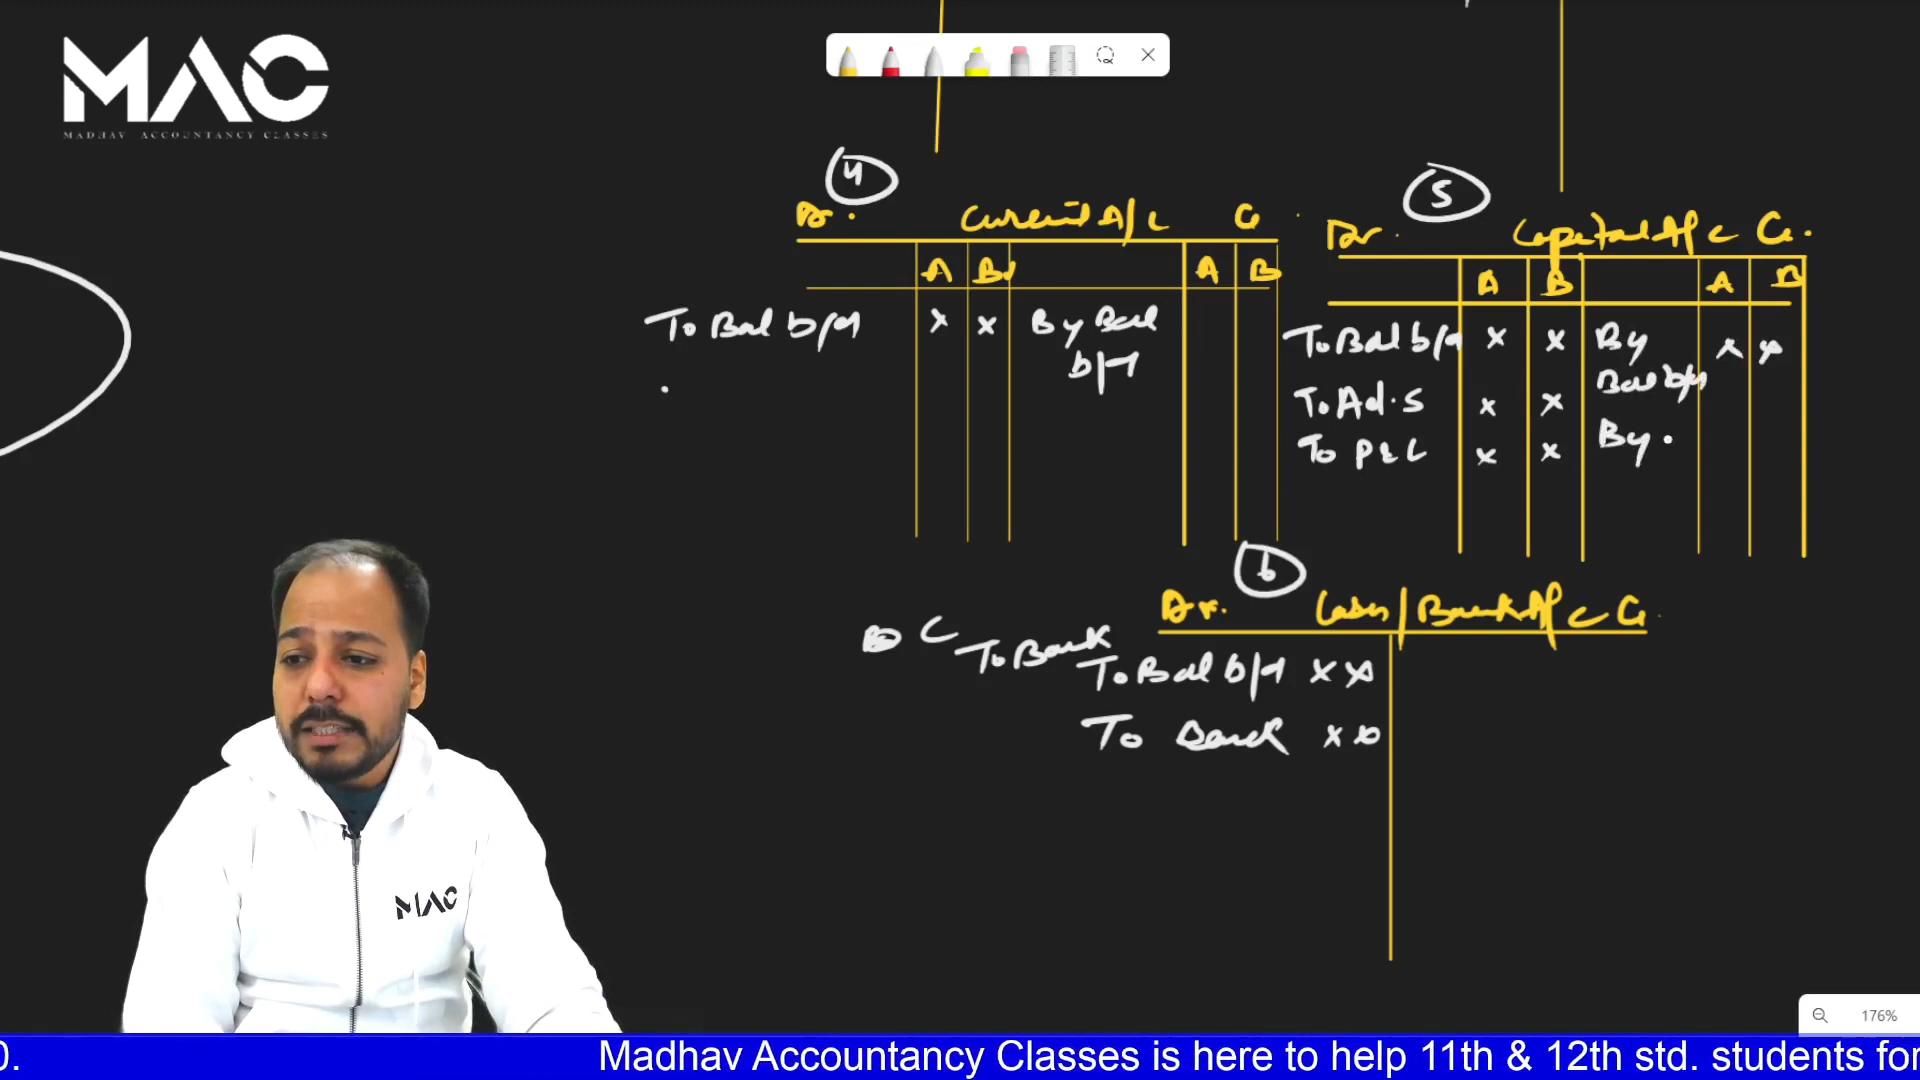 MAC
MADHAV ACCOUNTANCY CLASSES
4
Dr. Current A/c Cr
A B A B
To Bal b/d x x By Bal
b/d
5
Dr. Capital A/c Cr.
A B A B
To Bal b/d x x By x x
Bal b/d
To Ad.S x x
To P&L x x By.
6
Dr. Cash/Bank A/c Cr.
C To Bank
To Bal b/d x x
To Bank x x
MAC
176%
0. Madhav Accountancy Classes is here to help 11th & 12th std. students for